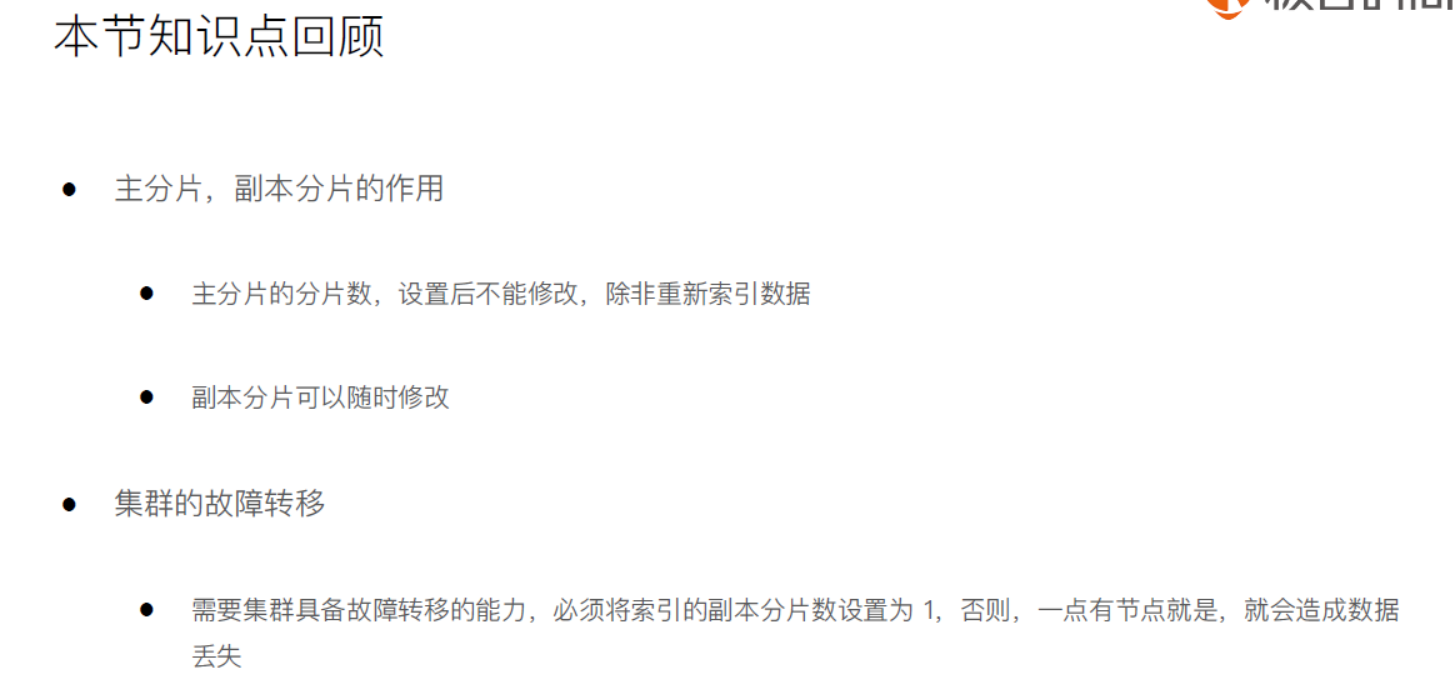 本节知识点回顾
● 主分片，副本分片的作用
● 主分片的分片数，设置后不能修改，除非重新索引数据
● 副本分片可以随时修改
● 集群的故障转移
● 需要集群具备故障转移的能力，必须将索引的副本分片数设置为 1，否则，一点有节点就是，就会造成数据
丢失